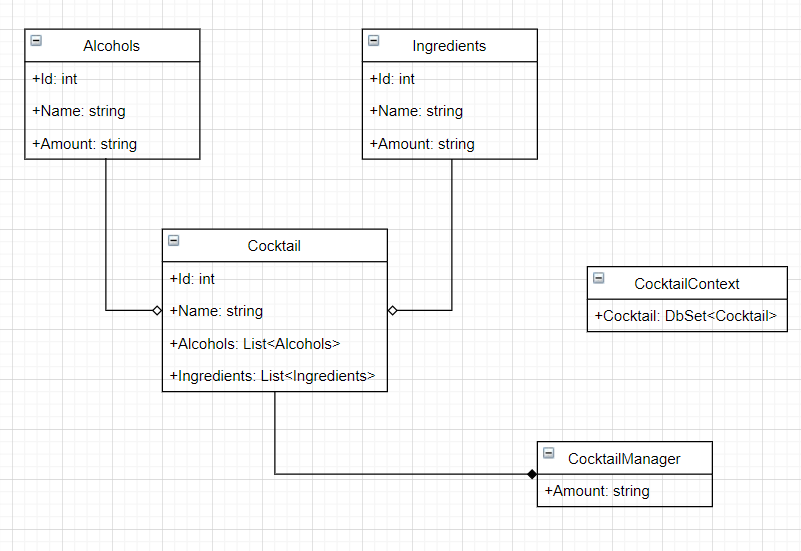 Alcohols
+Id: int
+Name: string
+Amount: string
Ingredients
+Id: int
+Name: string
+Amount: string
Cocktail
+Id: int
+Name: string
+Alcohols: List<Alcohols>
+Ingredients: List<Ingredients>
CocktailContext
+Cocktail: DbSet<Cocktail>
CocktailManager
+Amount: string